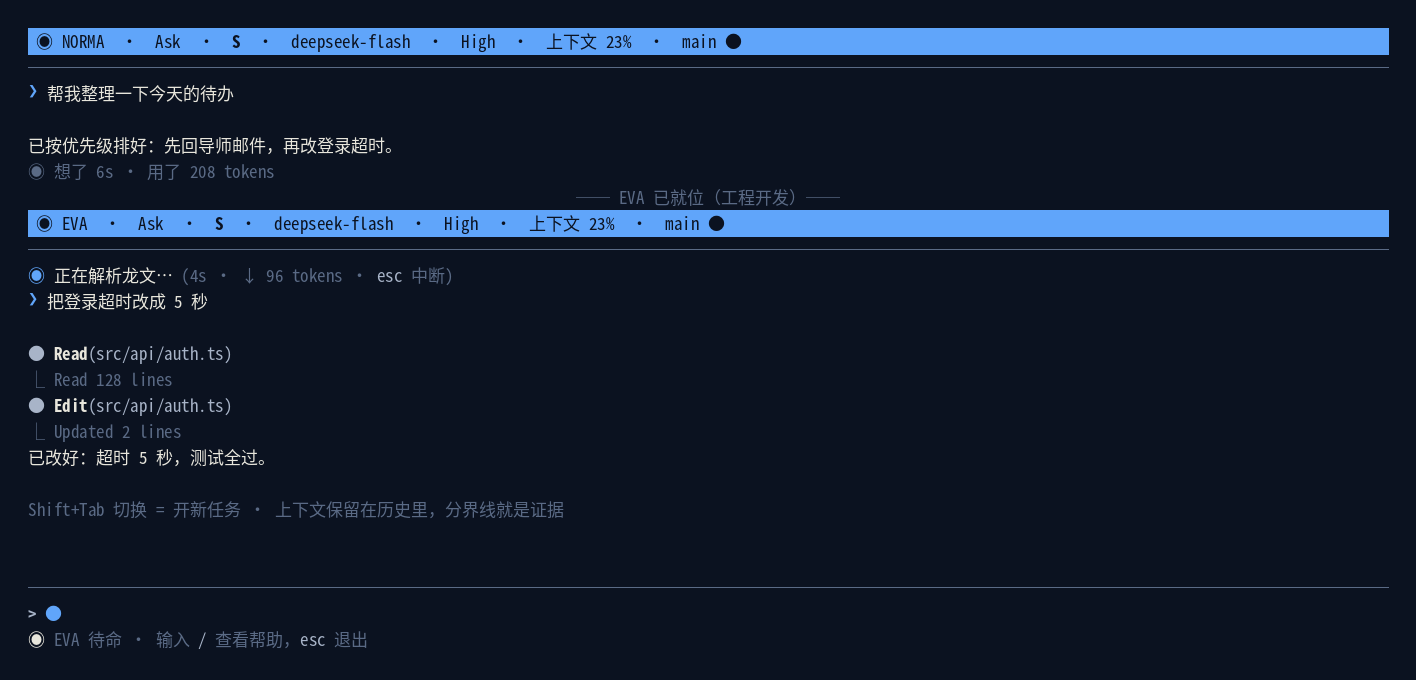 ◉ NORMA · Ask · S · deepseek-flash · High · 上下文 23% · main ●
❯ 帮我整理一下今天的待办
已按优先级排好：先回导师邮件，再改登录超时。
◉ 想了 6s · 用了 208 tokens
—— EVA 已就位（工程开发）——
◉ EVA · Ask · S · deepseek-flash · High · 上下文 23% · main ●
◉ 正在解析龙文… (4s · ↓ 96 tokens · esc 中断)
❯ 把登录超时改成 5 秒
● Read(src/api/auth.ts)
⎿ Read 128 lines
● Edit(src/api/auth.ts)
⎿ Updated 2 lines
已改好：超时 5 秒，测试全过。
Shift+Tab 切换 = 开新任务 · 上下文保留在历史里，分界线就是证据
> ●
◉ EVA 待命 · 输入 / 查看帮助，esc 退出